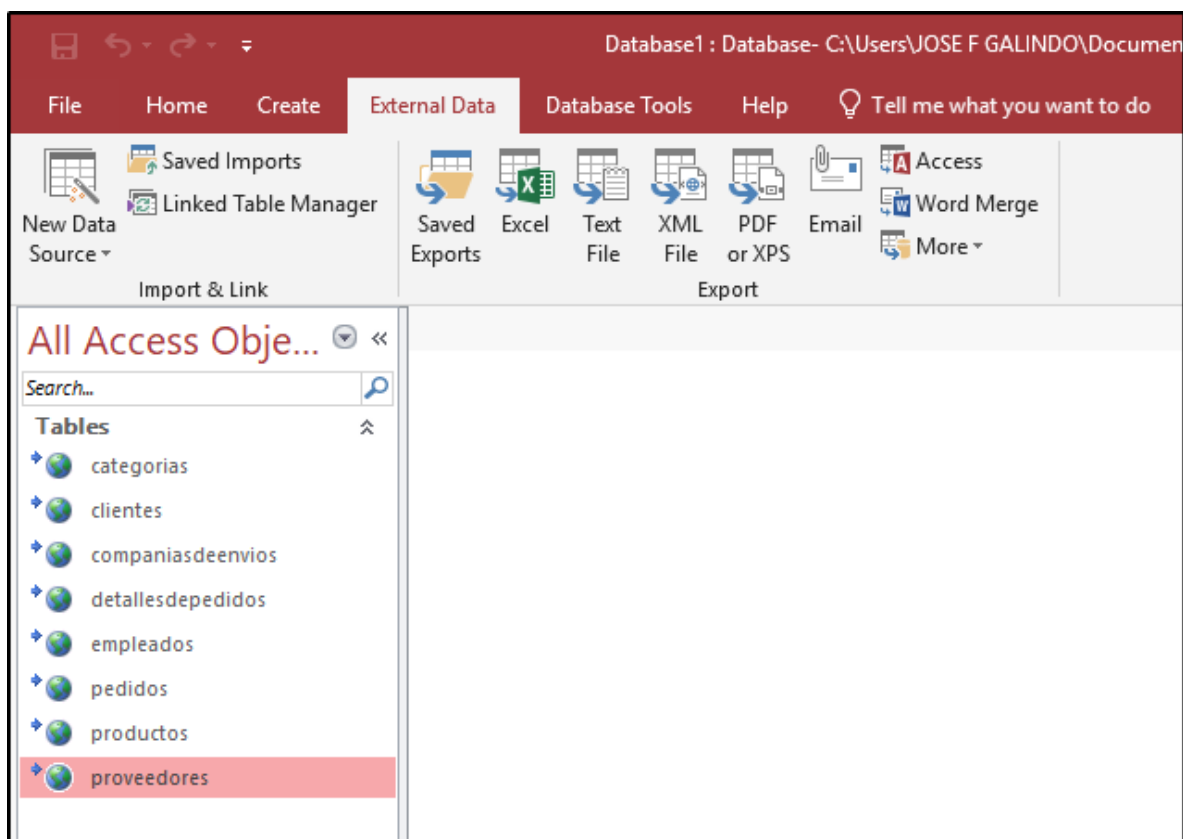 Database1 : Database- C:\Users\JOSE F GALINDO\Documen
File Home Create External Data Database Tools Help Tell me what you want to do
Saved Imports
Linked Table Manager
New Data
Source
Import & Link
Saved
Exports
Excel
Text
File
XML
File
PDF
or XPS
Email
Access
Word Merge
More
Export
All Access Obje...
Search...
Tables
categorias
clientes
companiasdeenvios
detallesdepedidos
empleados
pedidos
productos
proveedores